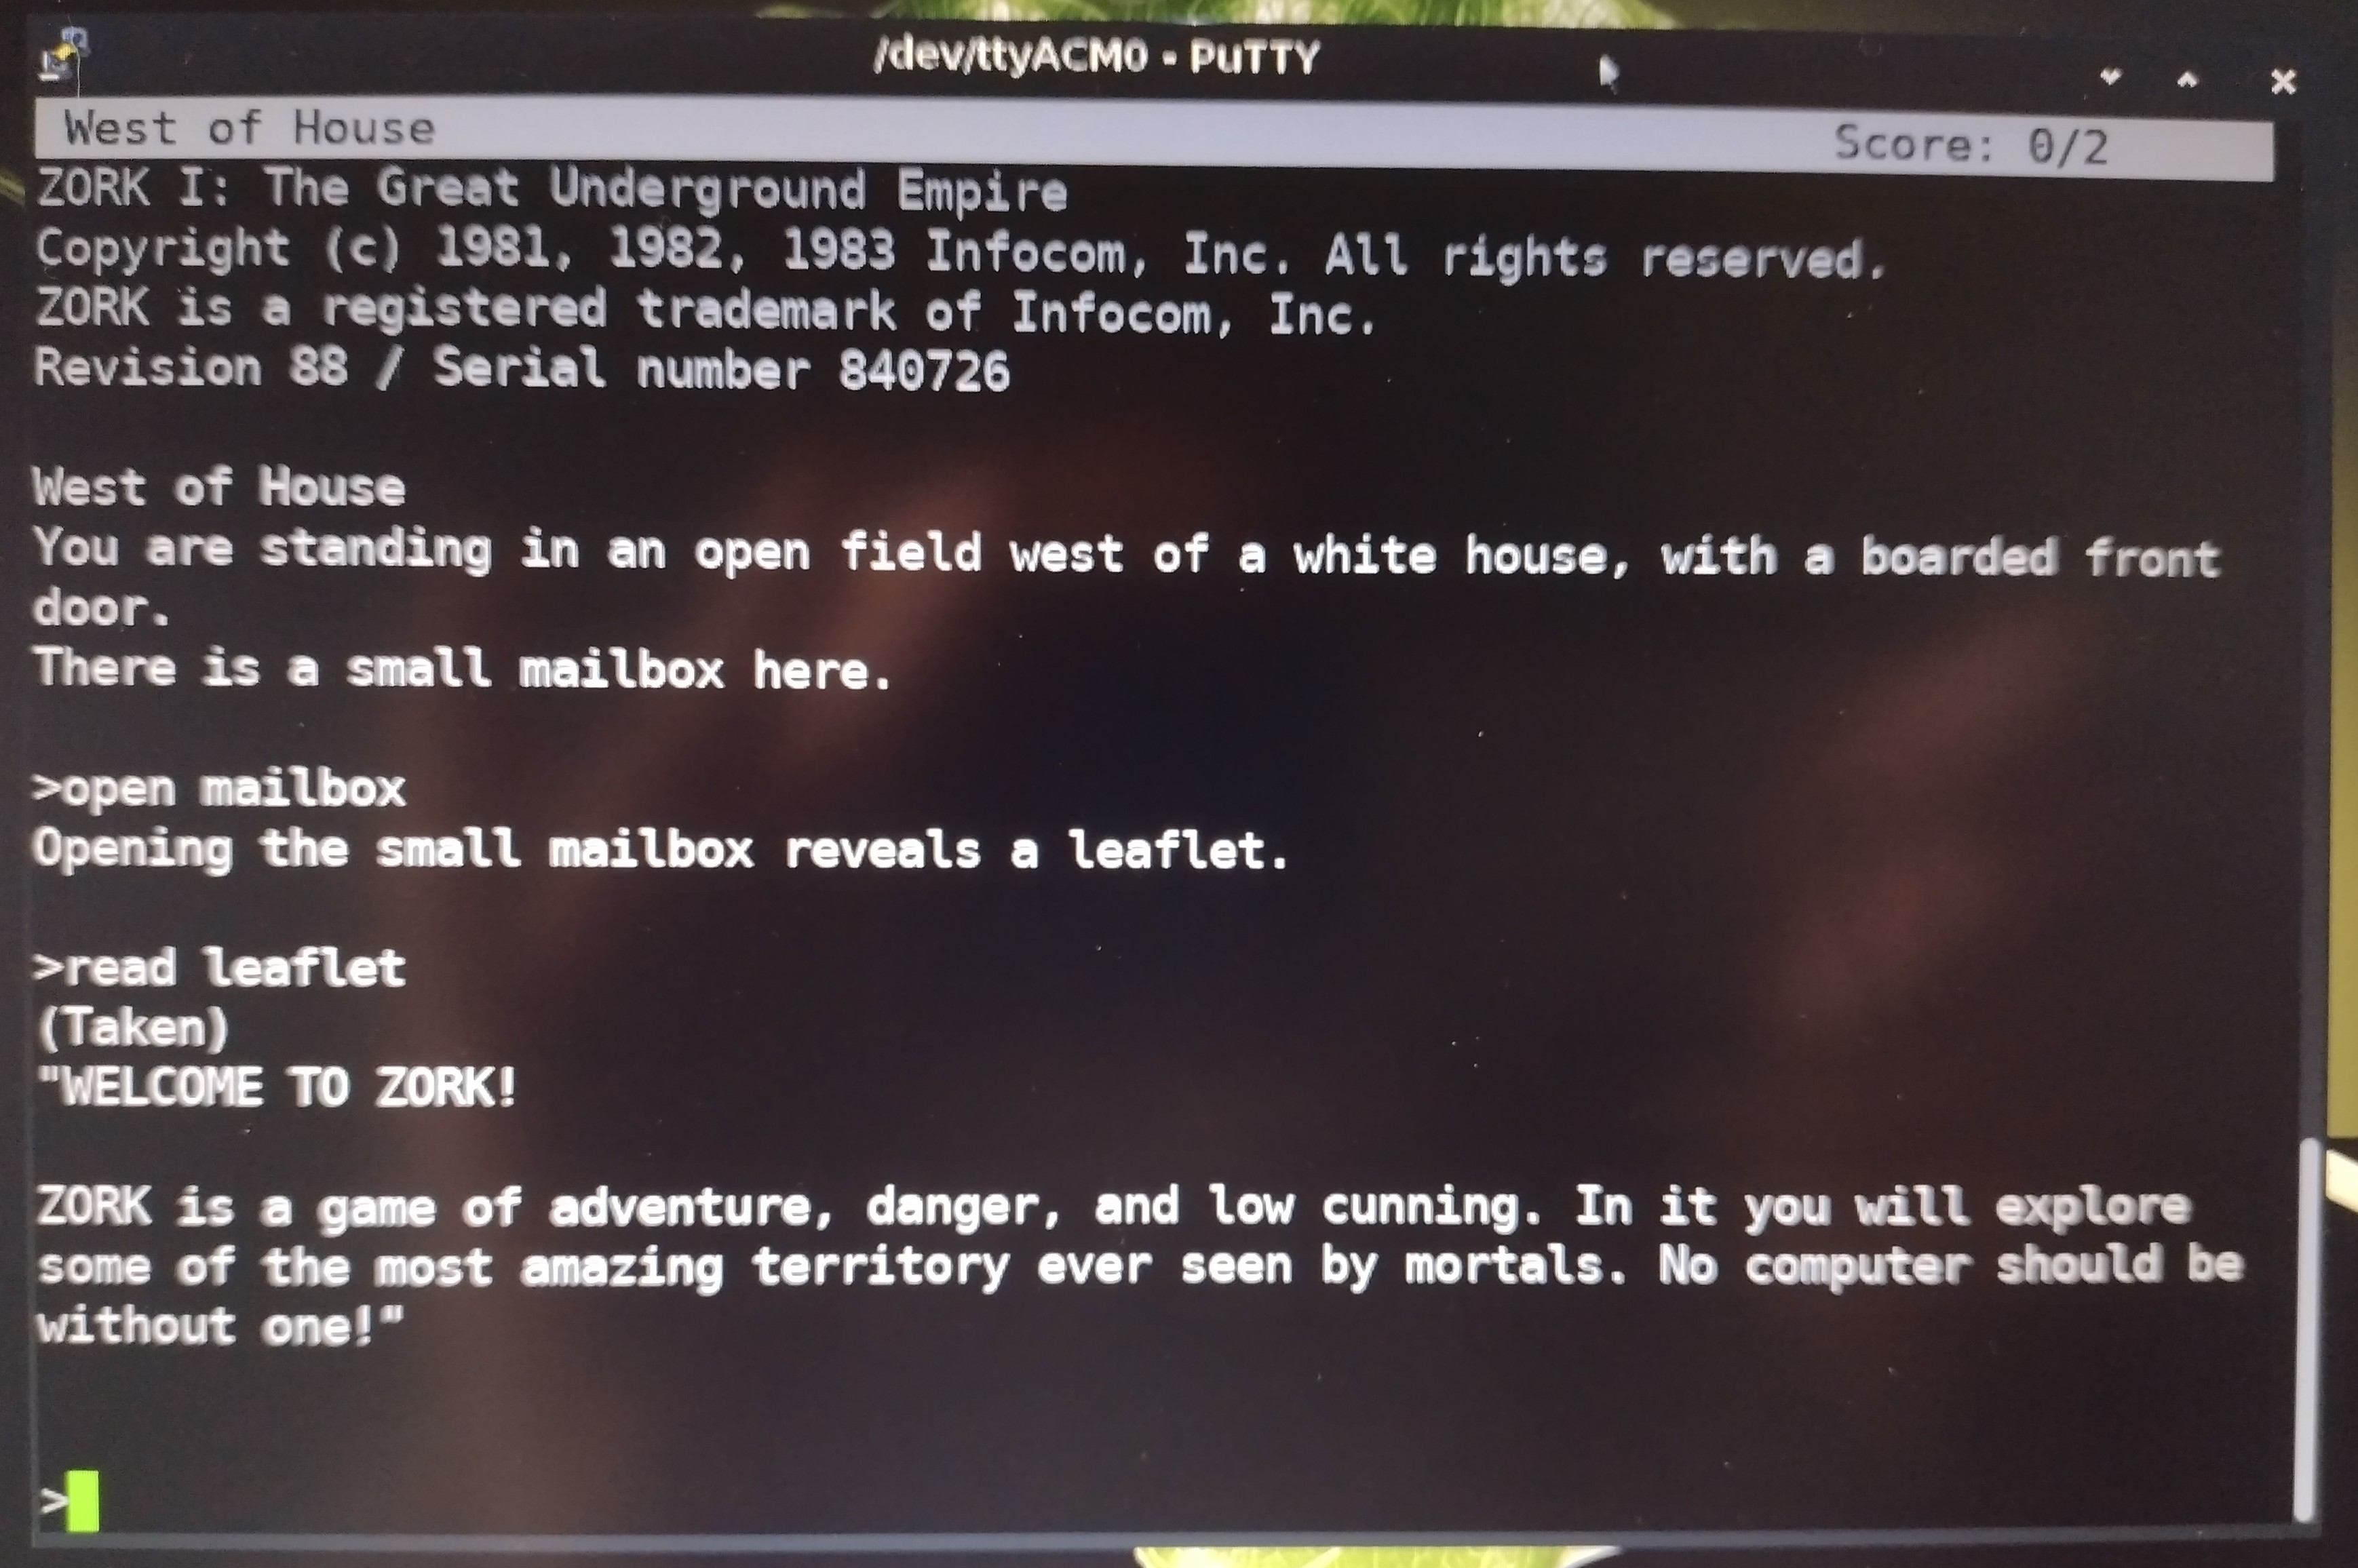 /dev/ttyACM0 - PuTTY
West of House Score: 0/2
ZORK I: The Great Underground Empire
Copyright (c) 1981, 1982, 1983 Infocom, Inc. All rights reserved.
ZORK is a registered trademark of Infocom, Inc.
Revision 88 / Serial number 840726
West of House
You are standing in an open field west of a white house, with a boarded front
door.
There is a small mailbox here.
>open mailbox
Opening the small mailbox reveals a leaflet.
>read leaflet
(Taken)
"WELCOME TO ZORK!
ZORK is a game of adventure, danger, and low cunning. In it you will explore
some of the most amazing territory ever seen by mortals. No computer should be
without one!"
>